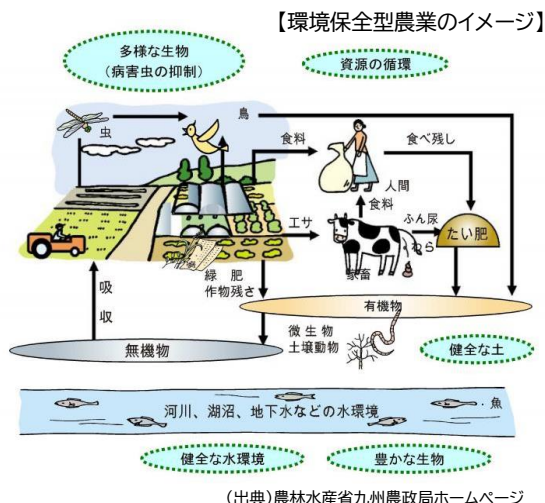 【環境保全型農業のイメージ】
多様な生物
(病害虫の抑制)
資源の循環
虫
鳥
食料
食べ残し
人間
食料
エサ
ふん尿
わら
たい肥
家畜
緑 肥
作物残さ
吸
収
有機物
微生物
土壌動物
無機物
健全な土
河川、湖沼、地下水などの水環境
魚
健全な水環境
豊かな生物
(出典)農林水産省九州農政局ホームページ